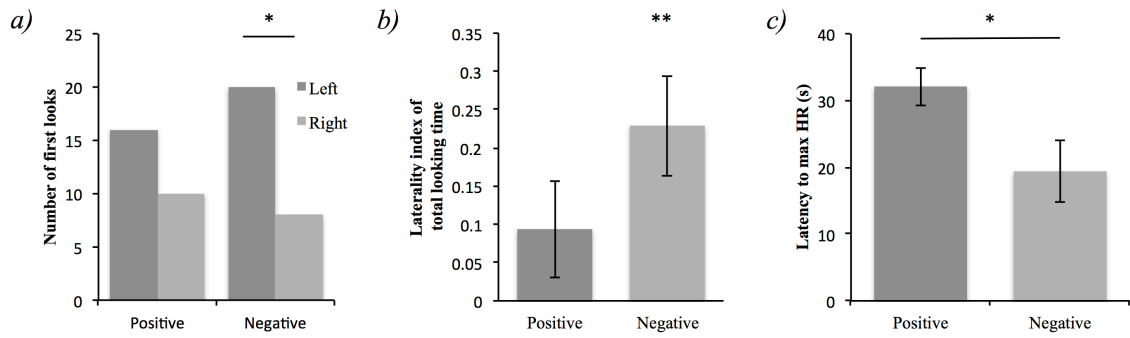 a)
*
25
20
15
10
5
0
Number of first looks
Left
Right
Positive
Negative
b)
**
0.35
0.3
0.25
0.2
0.15
0.1
0.05
0
Laterality index of
total looking time
Positive
Negative
c)
*
40
30
20
10
0
Latency to max HR (s)
Positive
Negative